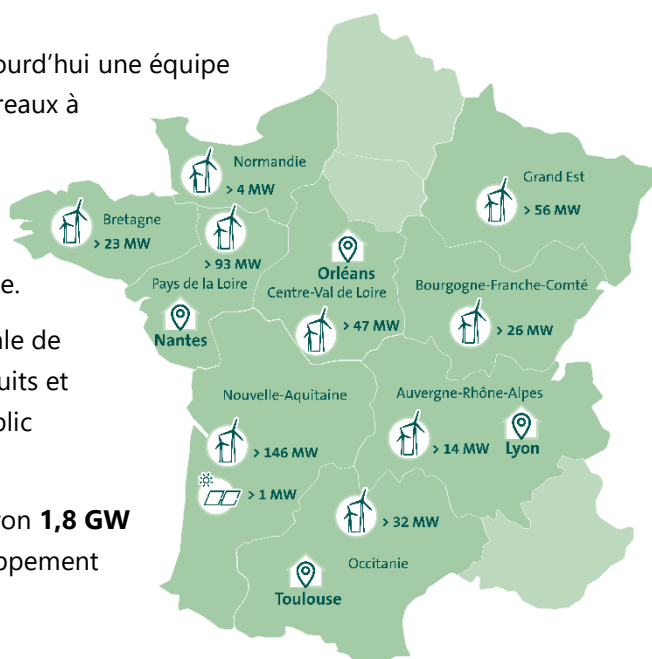 ourd'hui une équipe
reaux à
e.
ale de
uits et
blic
ron 1,8 GW
ppement
Normandie
> 4 MW
Grand Est
> 56 MW
Bretagne
> 23 MW
> 93 MW
Pays de la Loire
Orléans
Centre-Val de Loire
> 47 MW
Bourgogne-Franche-Comté
> 26 MW
Nantes
Nouvelle-Aquitaine
> 146 MW
> 1 MW
Auvergne-Rhône-Alpes
> 14 MW
Lyon
> 32 MW
Occitanie
Toulouse